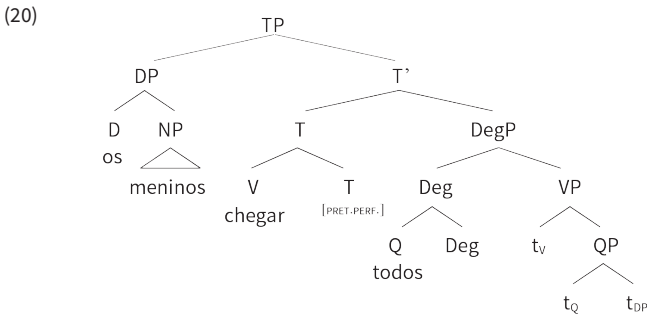 (20)
TP
DP T’
D NP T DegP
os
meninos V T Deg VP
chegar [PRET.PERF.]
Q Deg tV QP
todos
tQ tDP